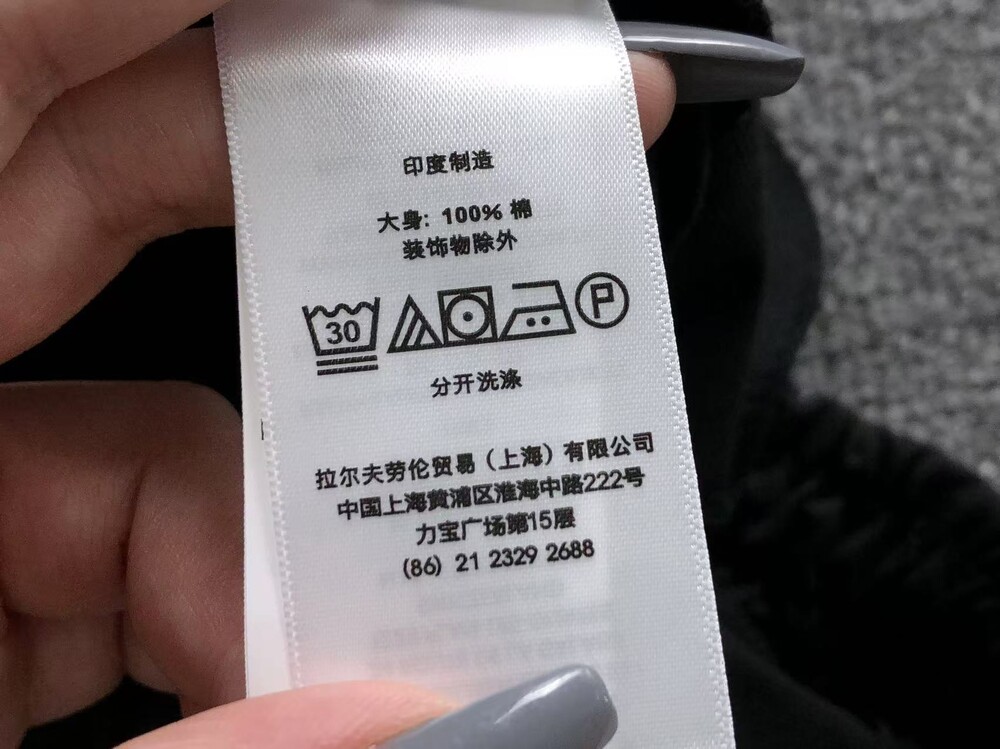 印度制造
大身: 100% 棉
装饰物除外
30
P
分开洗涤
拉尔夫劳伦贸易（上海）有限公司
中国上海黄浦区淮海中路222号
力宝广场第15层
(86) 21 2329 2688